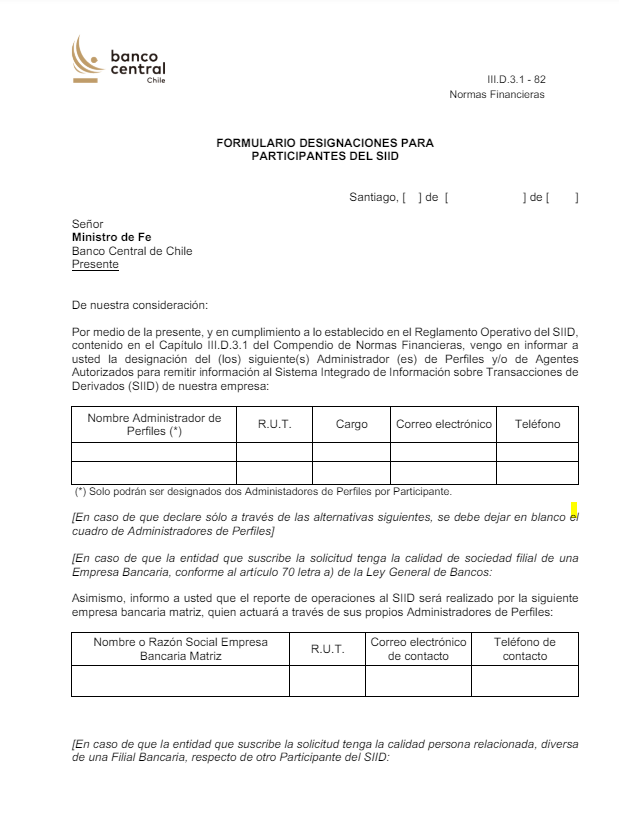 banco
central
Chile
III.D.3.1 - 82
Normas Financieras
FORMULARIO DESIGNACIONES PARA
PARTICIPANTES DEL SIID
Santiago, [ ] de [ ] de [ ]
Señor
Ministro de Fe
Banco Central de Chile
Presente
De nuestra consideración:
Por medio de la presente, y en cumplimiento a lo establecido en el Reglamento Operativo del SIID,
contenido en el Capítulo III.D.3.1 del Compendio de Normas Financieras, vengo en informar a
usted la designación del (los) siguiente(s) Administrador (es) de Perfiles y/o de Agentes
Autorizados para remitir información al Sistema Integrado de Información sobre Transacciones de
Derivados (SIID) de nuestra empresa:
Nombre Administrador de
Perfiles (*)
R.U.T.
Cargo
Correo electrónico
Teléfono
(*) Solo podrán ser designados dos Administadores de Perfiles por Participante.
[En caso de que declare sólo a través de las alternativas siguientes, se debe dejar en blanco el
cuadro de Administradores de Perfiles]
[En caso de que la entidad que suscribe la solicitud tenga la calidad de sociedad filial de una
Empresa Bancaria, conforme al artículo 70 letra a) de la Ley General de Bancos:
Asimismo, informo a usted que el reporte de operaciones al SIID será realizado por la siguiente
empresa bancaria matriz, quien actuará a través de sus propios Administradores de Perfiles:
Nombre o Razón Social Empresa
Bancaria Matriz
R.U.T.
Correo electrónico
de contacto
Teléfono de
contacto
[En caso de que la entidad que suscribe la solicitud tenga la calidad persona relacionada, diversa
de una Filial Bancaria, respecto de otro Participante del SIID: